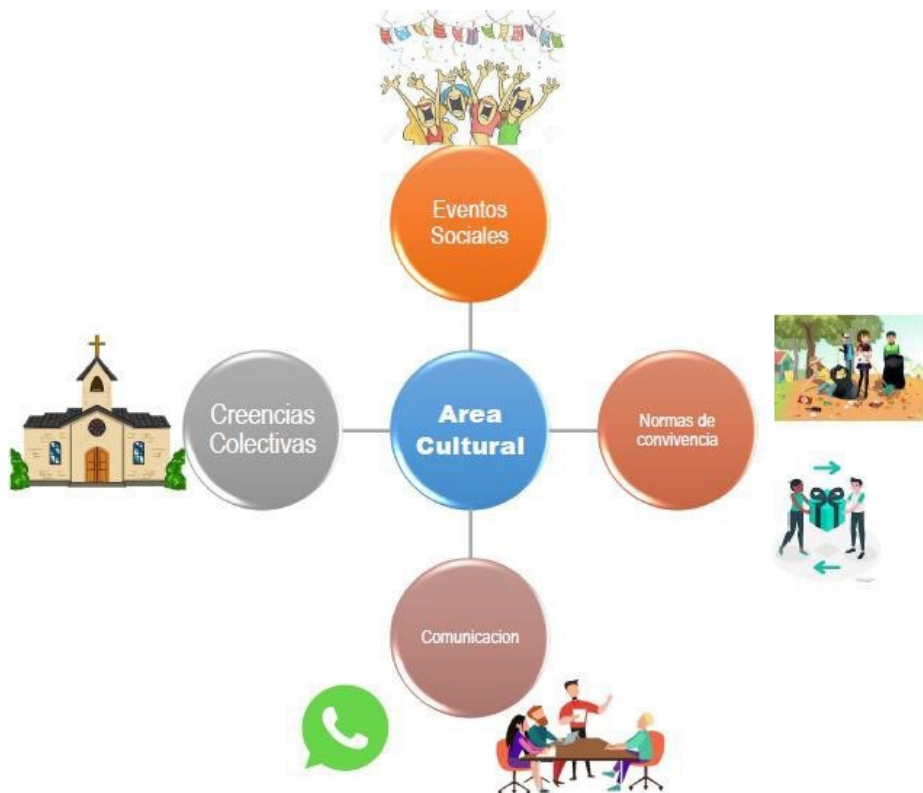 Eventos
Sociales
Creencias
Colectivas
Area
Cultural
Normas de
convivencia
Comunicacion